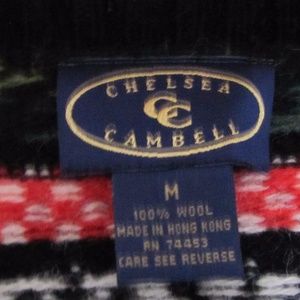 CHELSEA
CC
CAMBELL
M
100% WOOL
MADE IN HONG KONG
RN 74453
CARE SEE REVERSE